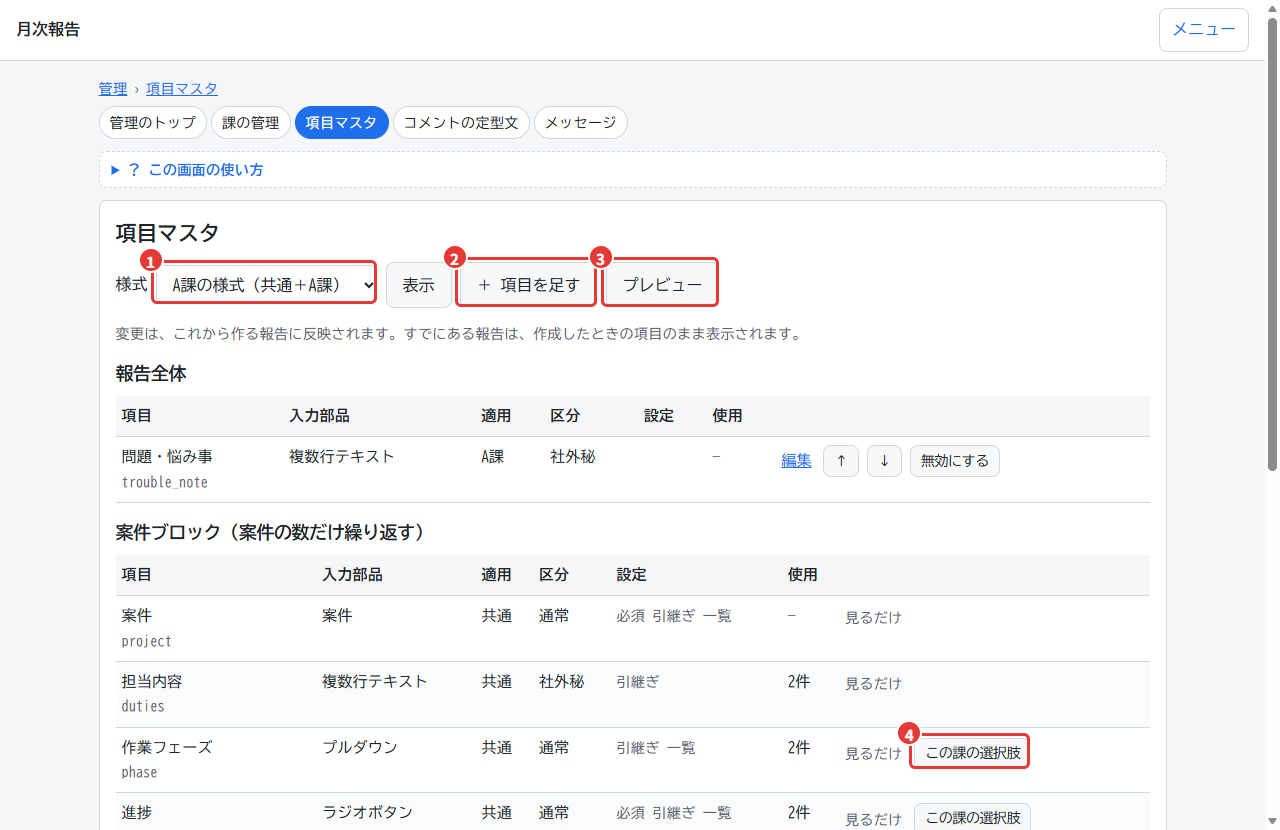 月次報告
メニュー
管理 › 項目マスタ
管理のトップ 課の管理 項目マスタ コメントの定型文 メッセージ
▶ ? この画面の使い方
項目マスタ
1 2 3
様式 A課の様式（共通＋A課） 表示 ＋ 項目を足す プレビュー
変更は、これから作る報告に反映されます。すでにある報告は、作成したときの項目のまま表示されます。
報告全体
項目 入力部品 適用 区分 設定 使用
問題・悩み事 複数行テキスト A課 社外秘 – 編集 ↑ ↓ 無効にする
trouble_note
案件ブロック（案件の数だけ繰り返す）
項目 入力部品 適用 区分 設定 使用
案件 案件 共通 通常 必須 引継ぎ 一覧 – 見るだけ
project
担当内容 複数行テキスト 共通 社外秘 引継ぎ 2件 見るだけ
duties
4
作業フェーズ プルダウン 共通 通常 引継ぎ 一覧 2件 見るだけ この課の選択肢
phase
進捗 ラジオボタン 共通 通常 必須 引継ぎ 一覧 2件 見るだけ この課の選択肢